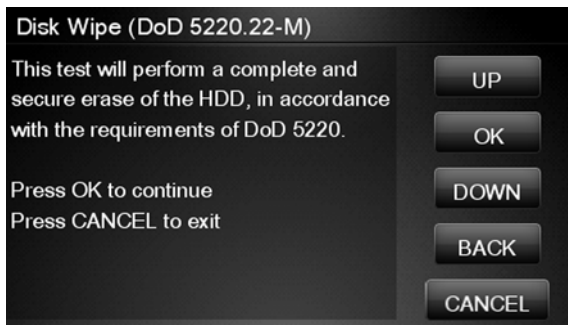 Disk Wipe (DoD 5220.22-M)
This test will perform a complete and
secure erase of the HDD, in accordance
with the requirements of DoD 5220.
Press OK to continue
Press CANCEL to exit
UP
OK
DOWN
BACK
CANCEL